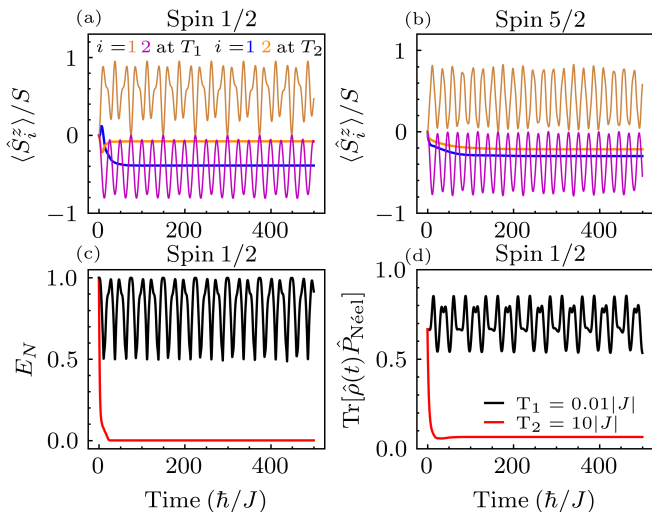 (a) Spin 1/2
(b) Spin 5/2
i = 1 2 at T₁ i = 1 2 at T₂
⟨Ŝᵢᶻ⟩/S
1
0
−1
0 200 400
⟨Ŝᵢᶻ⟩/S
1
0
−1
0 200 400
(c) Spin 1/2
(d) Spin 1/2
E_N
1.0
0.5
0.0
0 200 400
Time (ħ/J)
Tr[ρ̂(t)P̂_Néel]
1.0
0.5
0.0
T₁ = 0.01|J|
T₂ = 10|J|
0 200 400
Time (ħ/J)